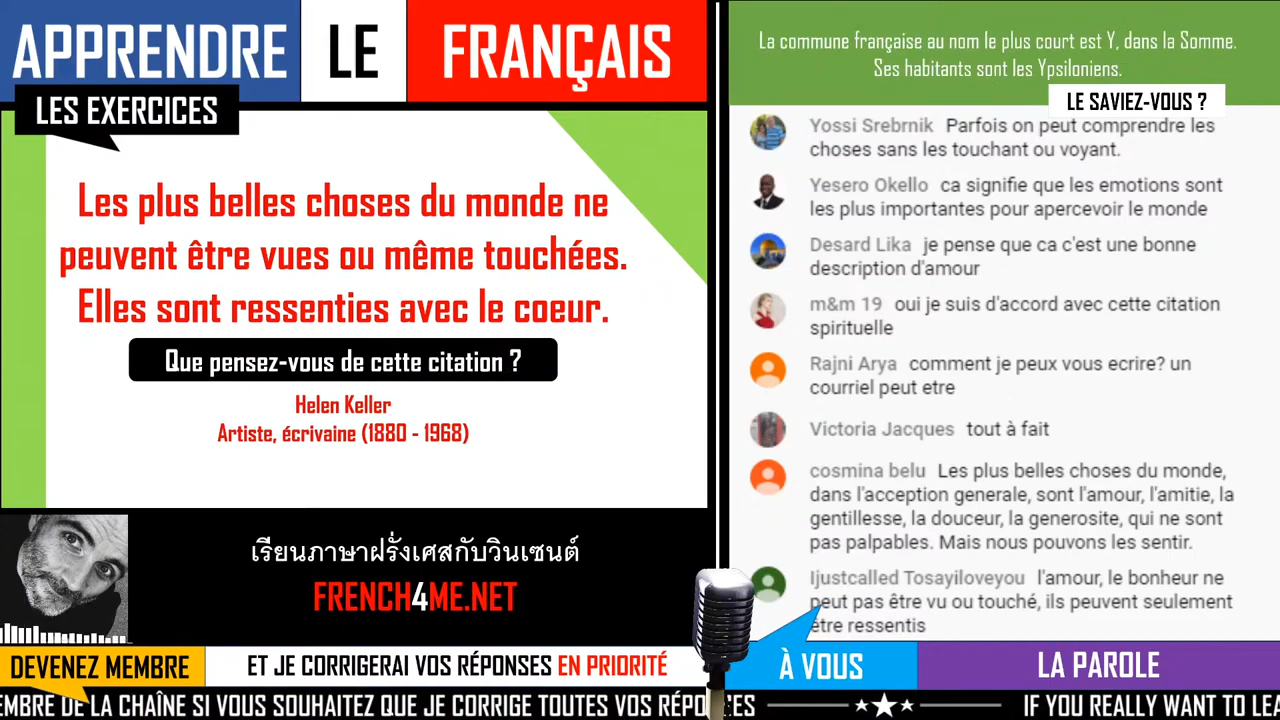 APPRENDRE LE FRANÇAIS
LES EXERCICES
Les plus belles choses du monde ne
peuvent être vues ou même touchées.
Elles sont ressenties avec le coeur.
Que pensez-vous de cette citation ?
Helen Keller
Artiste, écrivaine (1880 - 1968)
เรียนภาษาฝรั่งเศสกับวินเซนต์
FRENCH4ME.NET
La commune française au nom le plus court est Y, dans la Somme.
Ses habitants sont les Ypsiloniens.
LE SAVIEZ-VOUS ?
Yossi Srebrnik Parfois on peut comprendre les
choses sans les touchant ou voyant.
Yesero Okello ca signifie que les emotions sont
les plus importantes pour apercevoir le monde
Desard Lika je pense que ca c'est une bonne
description d'amour
m&m 19 oui je suis d'accord avec cette citation
spirituelle
Rajni Arya comment je peux vous ecrire? un
courriel peut etre
Victoria Jacques tout à fait
cosmina belu Les plus belles choses du monde,
dans l'acception generale, sont l'amour, l'amitie, la
gentillesse, la douceur, la generosite, qui ne sont
pas palpables. Mais nous pouvons les sentir.
Ijustcalled Tosayiloveyou l'amour, le bonheur ne
peut pas être vu ou touché, ils peuvent seulement
être ressentis
DEVENEZ MEMBRE
ET JE CORRIGERAI VOS RÉPONSES EN PRIORITÉ
À VOUS LA PAROLE
EMBRE DE LA CHAÎNE SI VOUS SOUHAITEZ QUE JE CORRIGE TOUTES VOS RÉPONSES IF YOU REALLY WANT TO LEA